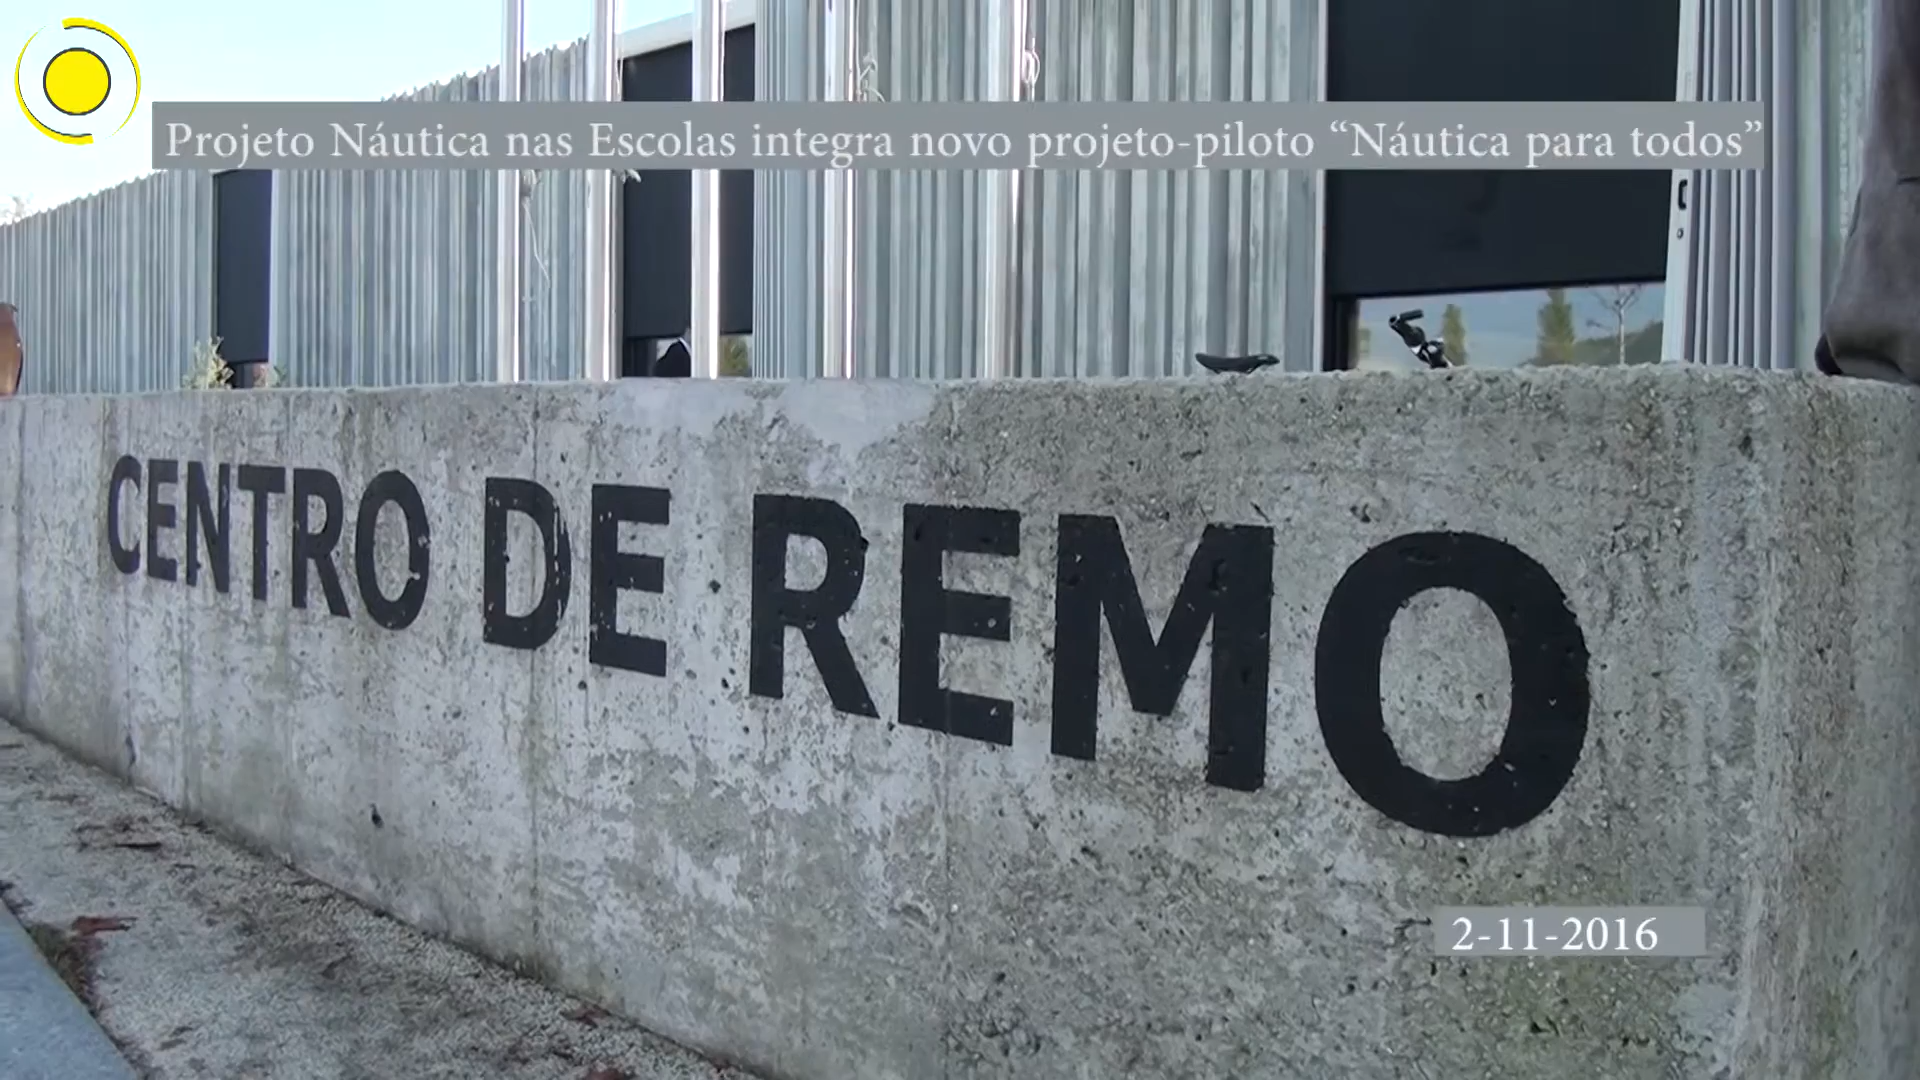 Projeto Náutica nas Escolas integra novo projeto-piloto “Náutica para todos”
CENTRO DE REMO
2-11-2016